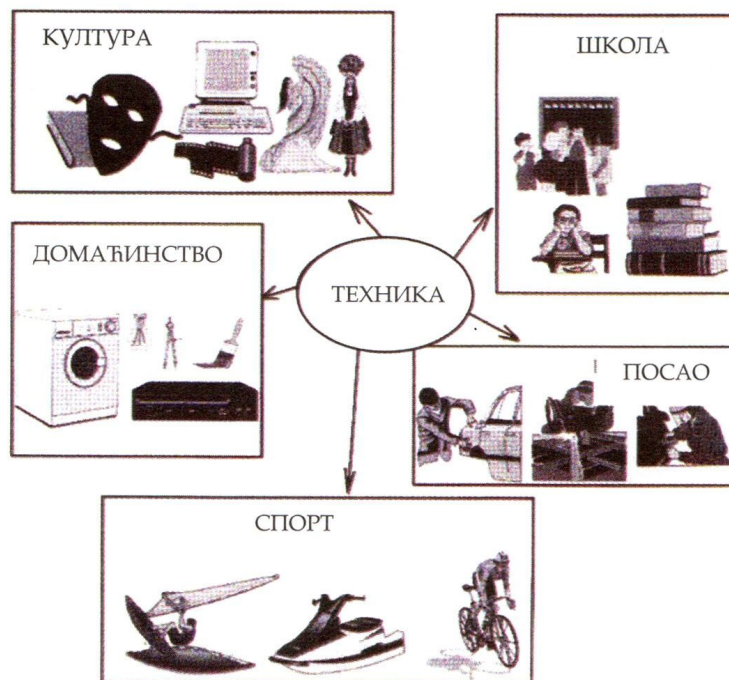 КУЛТУРА
ШКОЛА
ДОМАЋИНСТВО
ТЕХНИКА
ПОСАО
СПОРТ